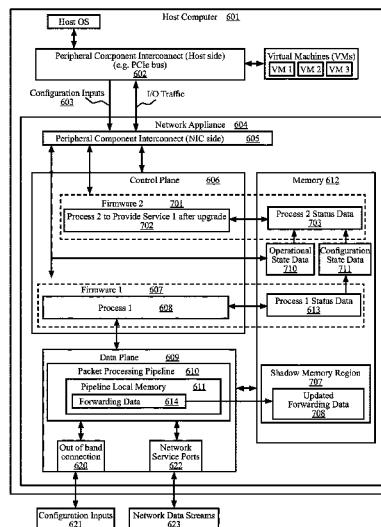 Host Computer 601
Host OS
Peripheral Component Interconnect (Host side)
(e.g. PCIe bus)
602
Virtual Machines (VMs)
VM 1 VM 2 VM 3
Configuration Inputs
603
I/O Traffic
Network Appliance 604
Peripheral Component Interconnect (NIC side) 605
Control Plane
606
Memory 612
Firmware 2 701
Process 2 to Provide Service 1 after upgrade
702
Process 2 Status Data
703
Operational
State Data
710
Configuration
State Data
711
Firmware 1 607
Process 1 608
Process 1 Status Data
613
Data Plane 609
Packet Processing Pipeline 610
Pipeline Local Memory
611
Forwarding Data 614
Shadow Memory Region
707
Updated
Forwarding Data
708
Out of band
connection
620
Network
Service Ports
622
Configuration Inputs
621
Network Data Streams
623